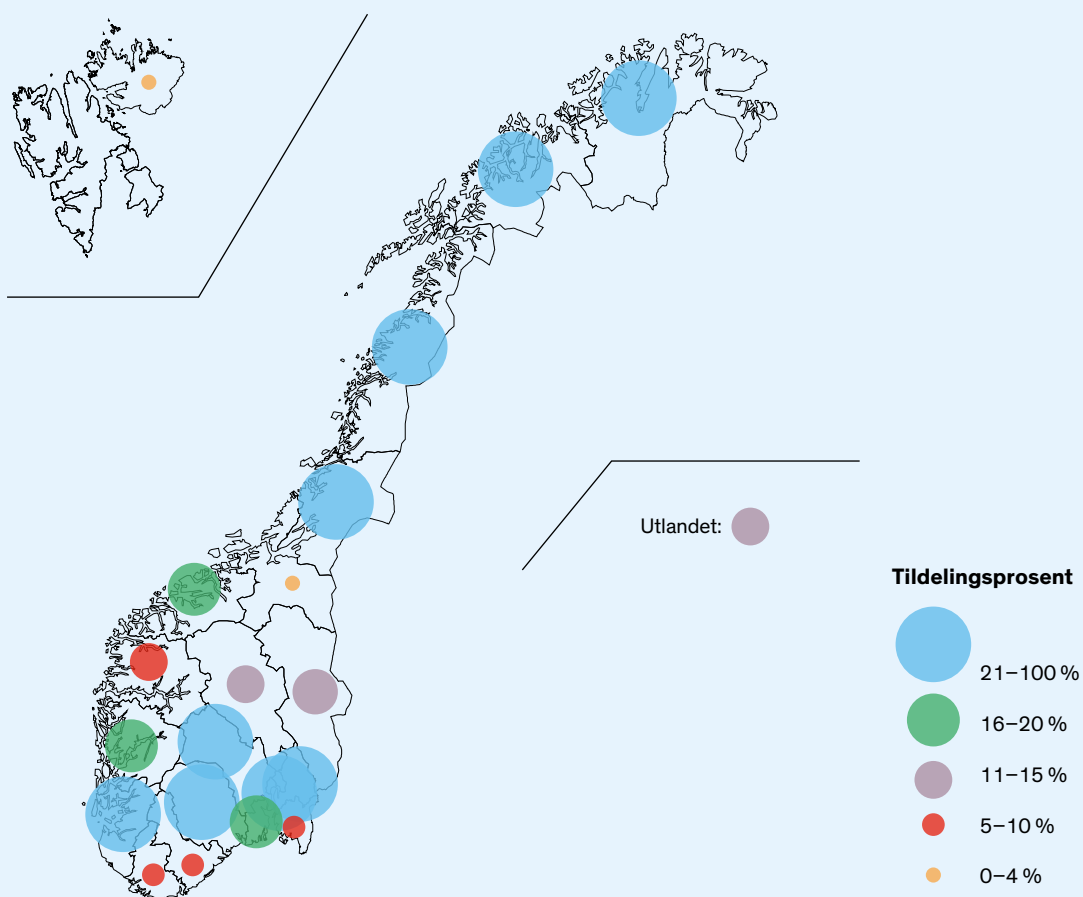 Utlandet:
Tildelingsprosent
21–100 %
16–20 %
11–15 %
5–10 %
0–4 %